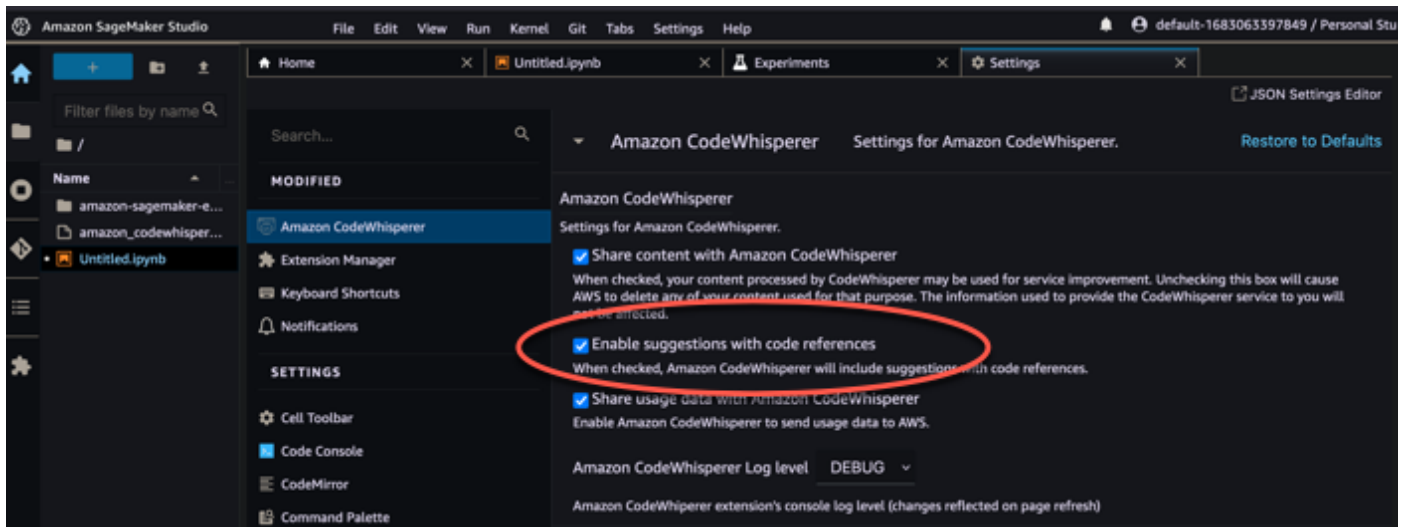 Amazon SageMaker Studio
File Edit View Run Kernel Git Tabs Settings Help
default-1683063397849 / Personal Stu
Home
Untitled.ipynb
Experiments
Settings
JSON Settings Editor
Filter files by name
/
Name
amazon-sagemaker-e...
amazon_codewhisper...
Untitled.ipynb
Search...
MODIFIED
Amazon CodeWhisperer
Extension Manager
Keyboard Shortcuts
Notifications
SETTINGS
Cell Toolbar
Code Console
CodeMirror
Command Palette
Amazon CodeWhisperer Settings for Amazon CodeWhisperer. Restore to Defaults
Amazon CodeWhisperer
Settings for Amazon CodeWhisperer.
Share content with Amazon CodeWhisperer
When checked, your content processed by CodeWhisperer may be used for service improvement. Unchecking this box will cause
AWS to delete any of your content used for that purpose. The information used to provide the CodeWhisperer service to you will
not be affected.
Enable suggestions with code references
When checked, Amazon CodeWhisperer will include suggestions with code references.
Share usage data with Amazon CodeWhisperer
Enable Amazon CodeWhisperer to send usage data to AWS.
Amazon CodeWhisperer Log level DEBUG
Amazon CodeWhiperer extension's console log level (changes reflected on page refresh)